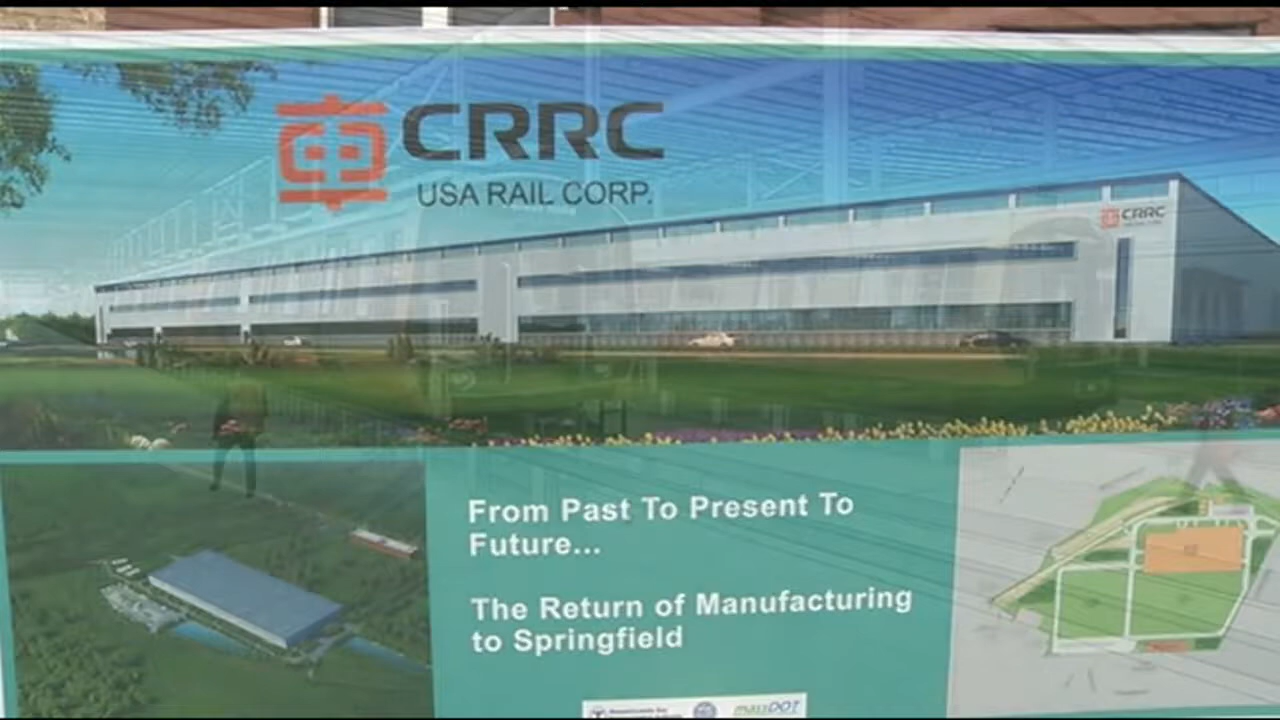 CRRC
USA RAIL CORP.
CRRC
From Past To Present To
Future...
The Return of Manufacturing
to Springfield
massDOT